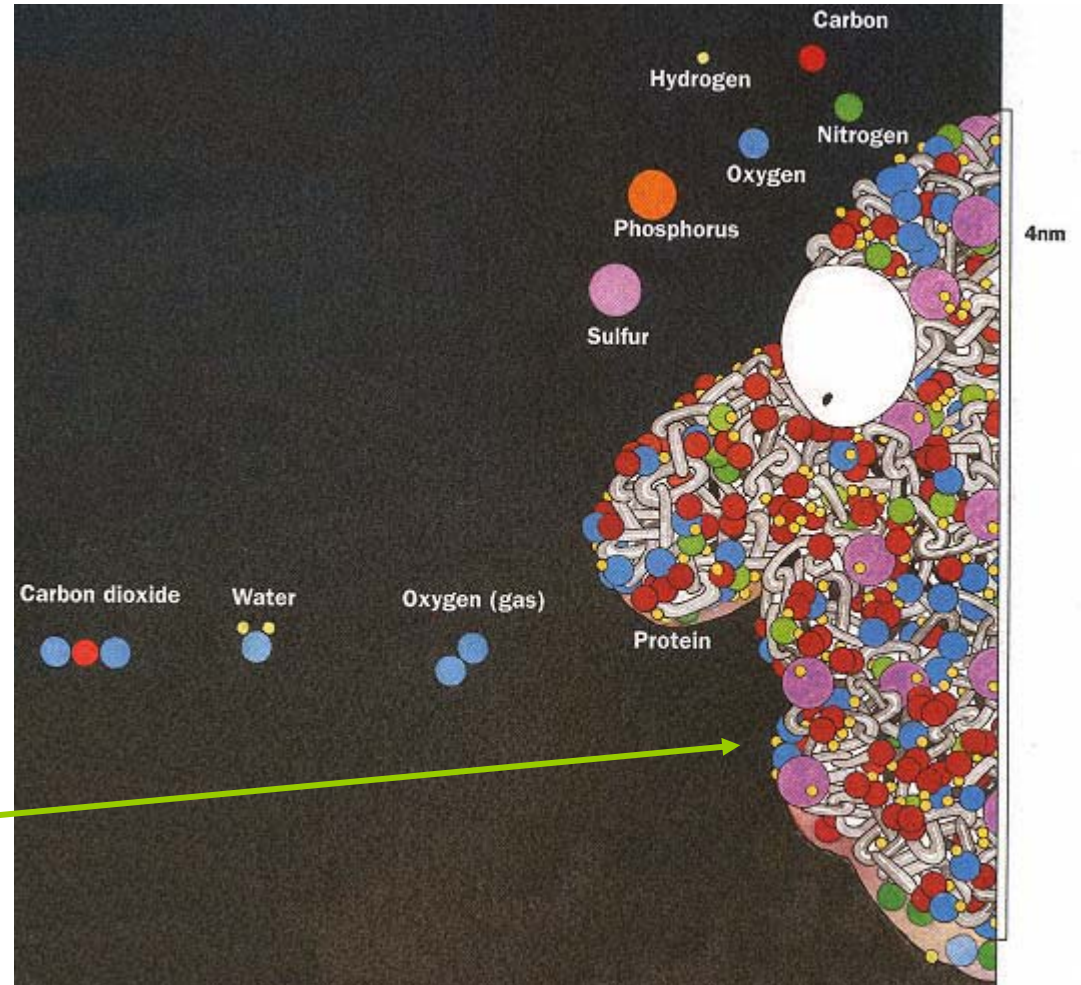 Carbon
Hydrogen
Nitrogen
Oxygen
Phosphorus
4nm
Sulfur
Carbon dioxide
Water
Oxygen (gas)
Protein